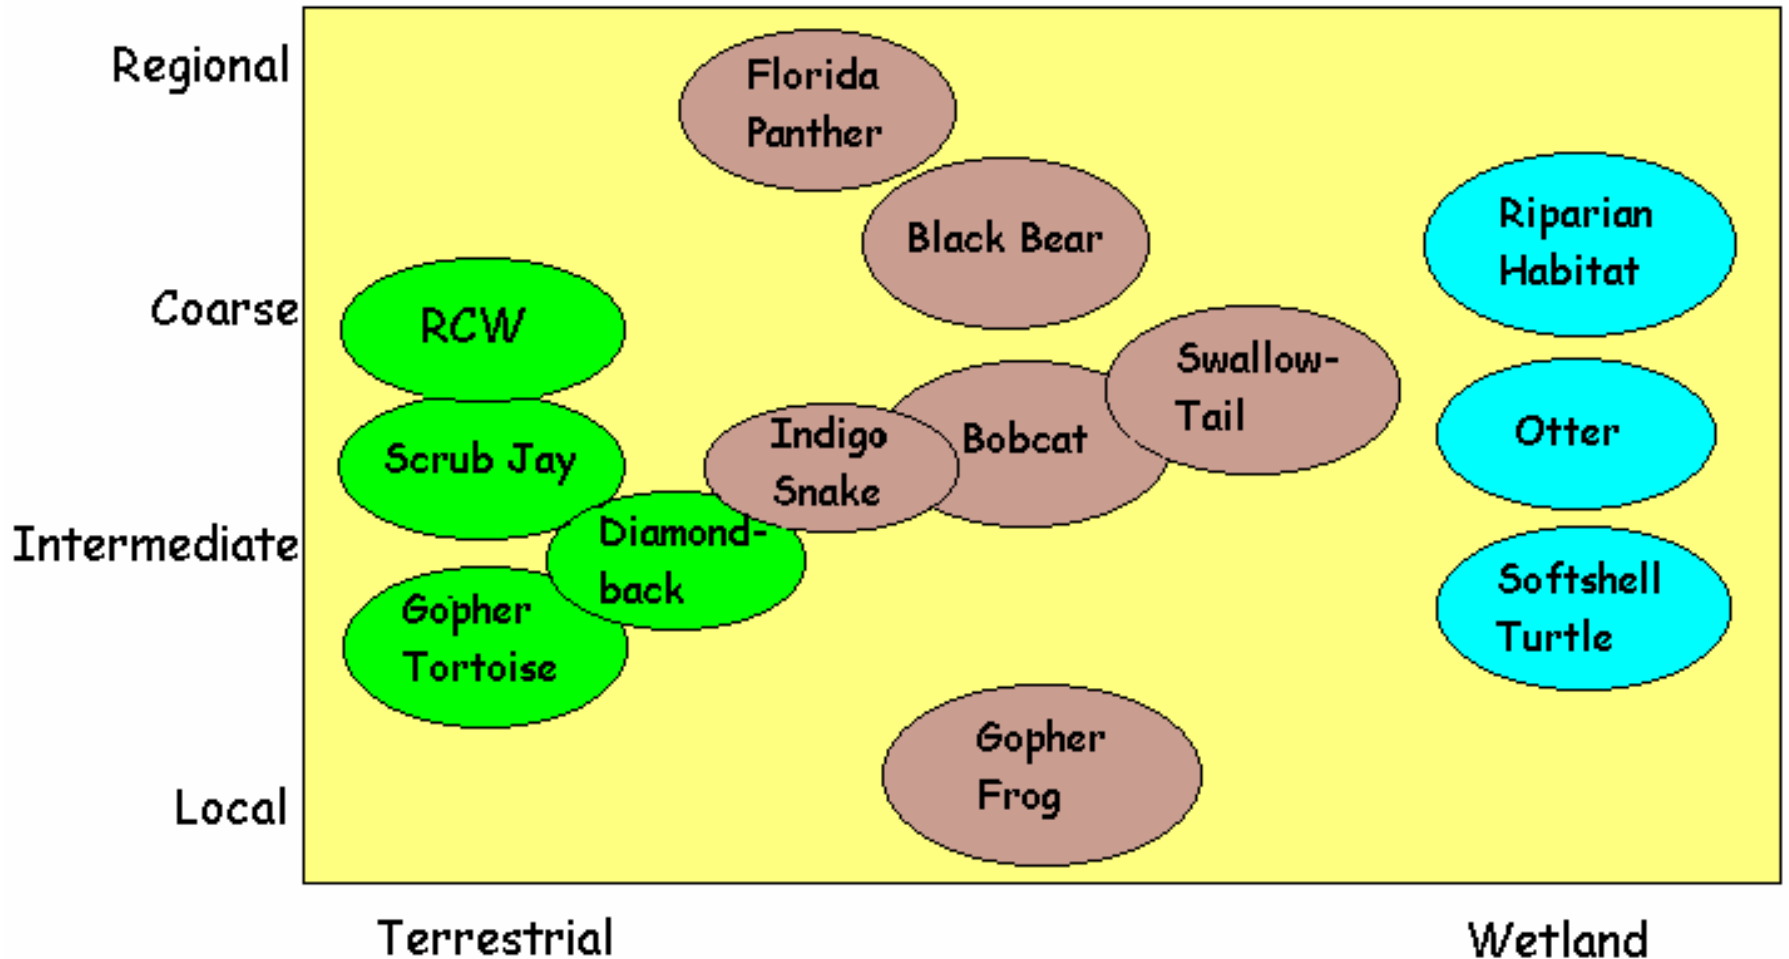 Regional
Florida
Panther
Black Bear
Riparian
Habitat
Coarse
RCW
Swallow-
Tail
Scrub Jay
Indigo
Snake
Bobcat
Otter
Intermediate
Diamond-
back
Gopher
Tortoise
Softshell
Turtle
Gopher
Frog
Local
Terrestrial
Wetland